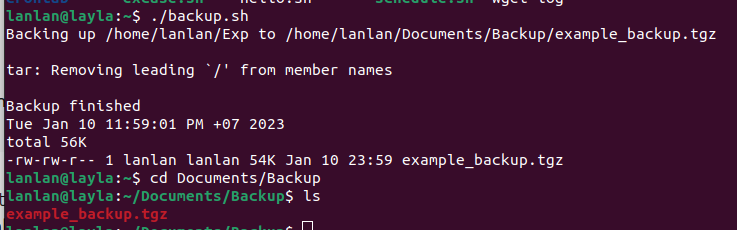 lanlan@layla:~$ ./backup.sh
Backing up /home/lanlan/Exp to /home/lanlan/Documents/Backup/example_backup.tgz
tar: Removing leading `/' from member names
Backup finished
Tue Jan 10 11:59:01 PM +07 2023
total 56K
-rw-rw-r-- 1 lanlan lanlan 54K Jan 10 23:59 example_backup.tgz
lanlan@layla:~$ cd Documents/Backup
lanlan@layla:~/Documents/Backup$ ls
example_backup.tgz
lanlan@layla:~/Documents/Backup$